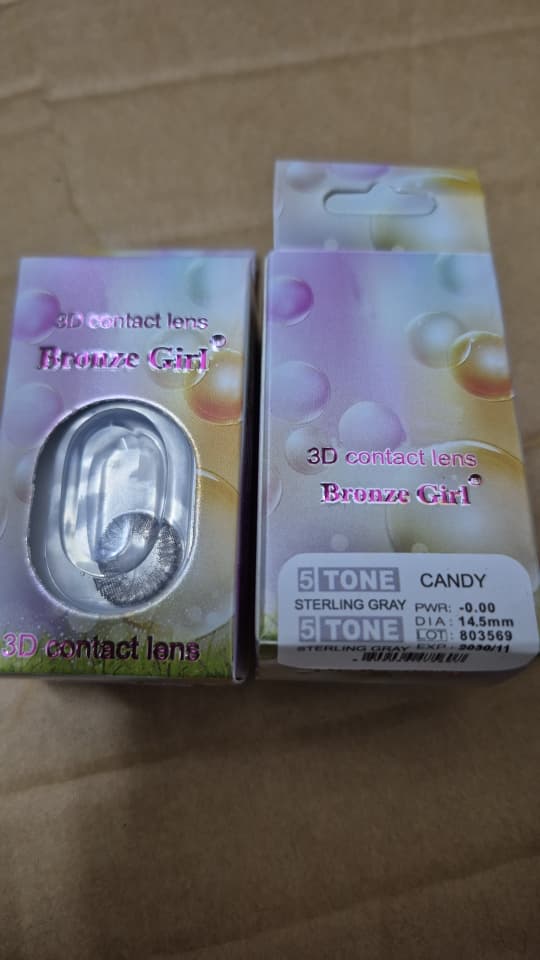 3D contact lens
Bronze Girl
3D contact lens
3D contact lens
Bronze Girl
5 TONE CANDY
STERLING GRAY PWR: -0.00
5 TONE DIA: 14.5mm
LOT: 803569
STERLING GRAY EXP: 2030/11